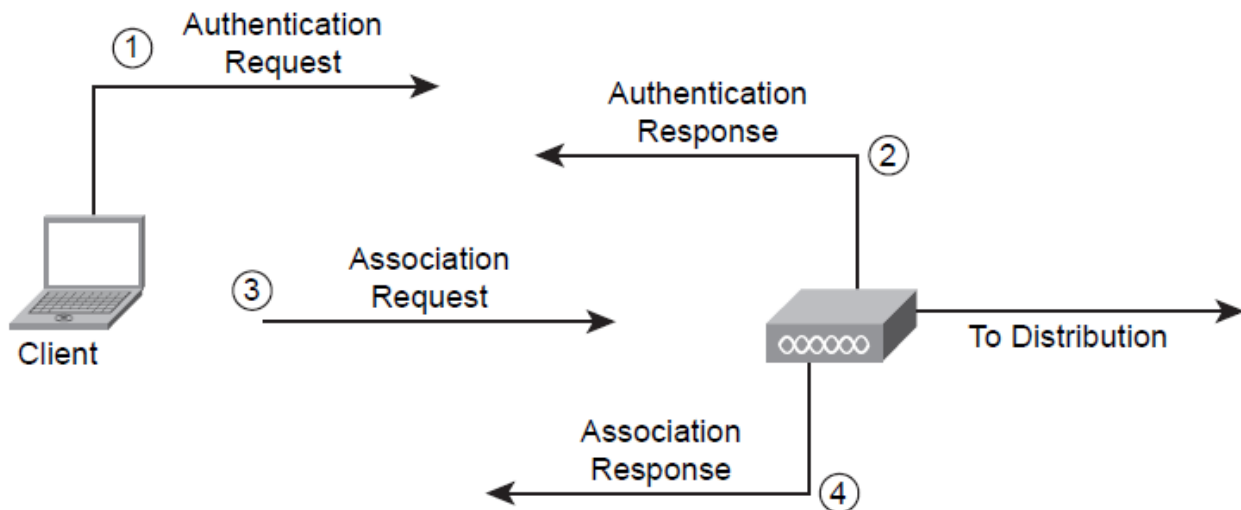 1
Authentication
Request
Authentication
Response
2
Client
3
Association
Request
To Distribution
Association
Response
4